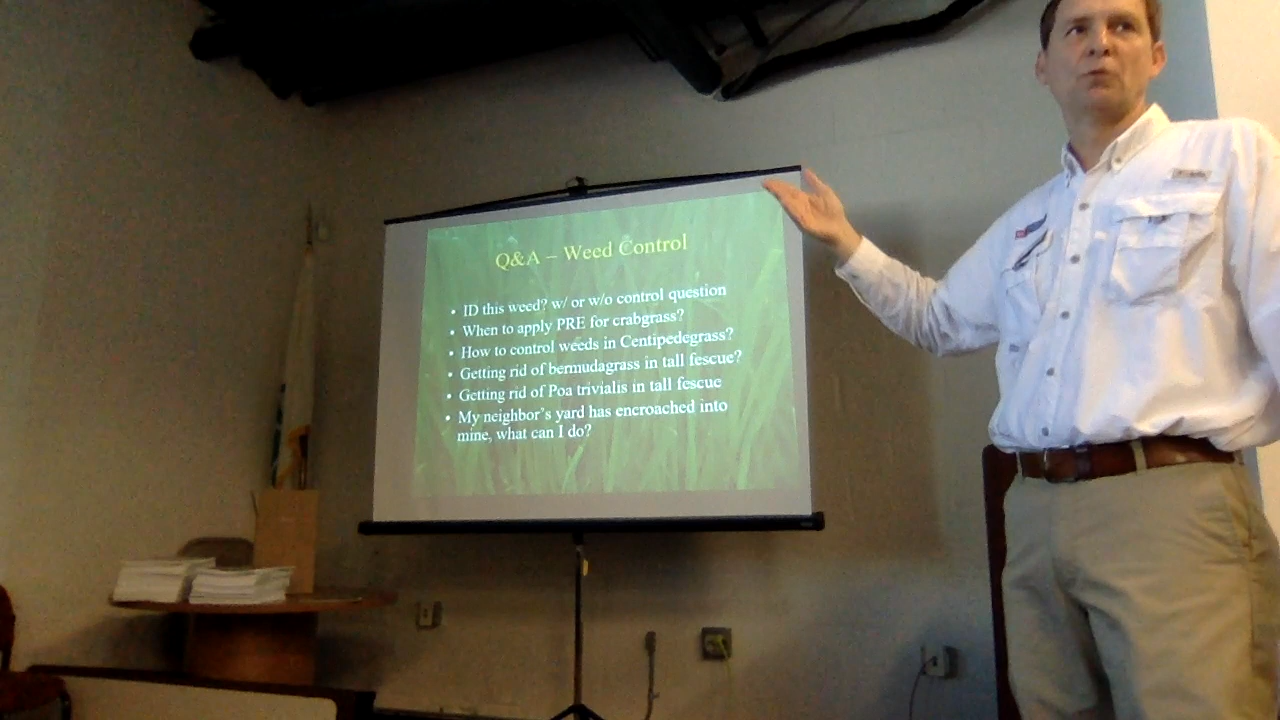 Q&A – Weed Control
• ID this weed? w/ or w/o control question
• When to apply PRE for crabgrass?
• How to control weeds in Centipedegrass?
• Getting rid of bermudagrass in tall fescue?
• Getting rid of Poa trivialis in tall fescue
• My neighbor's yard has encroached into
mine, what can I do?